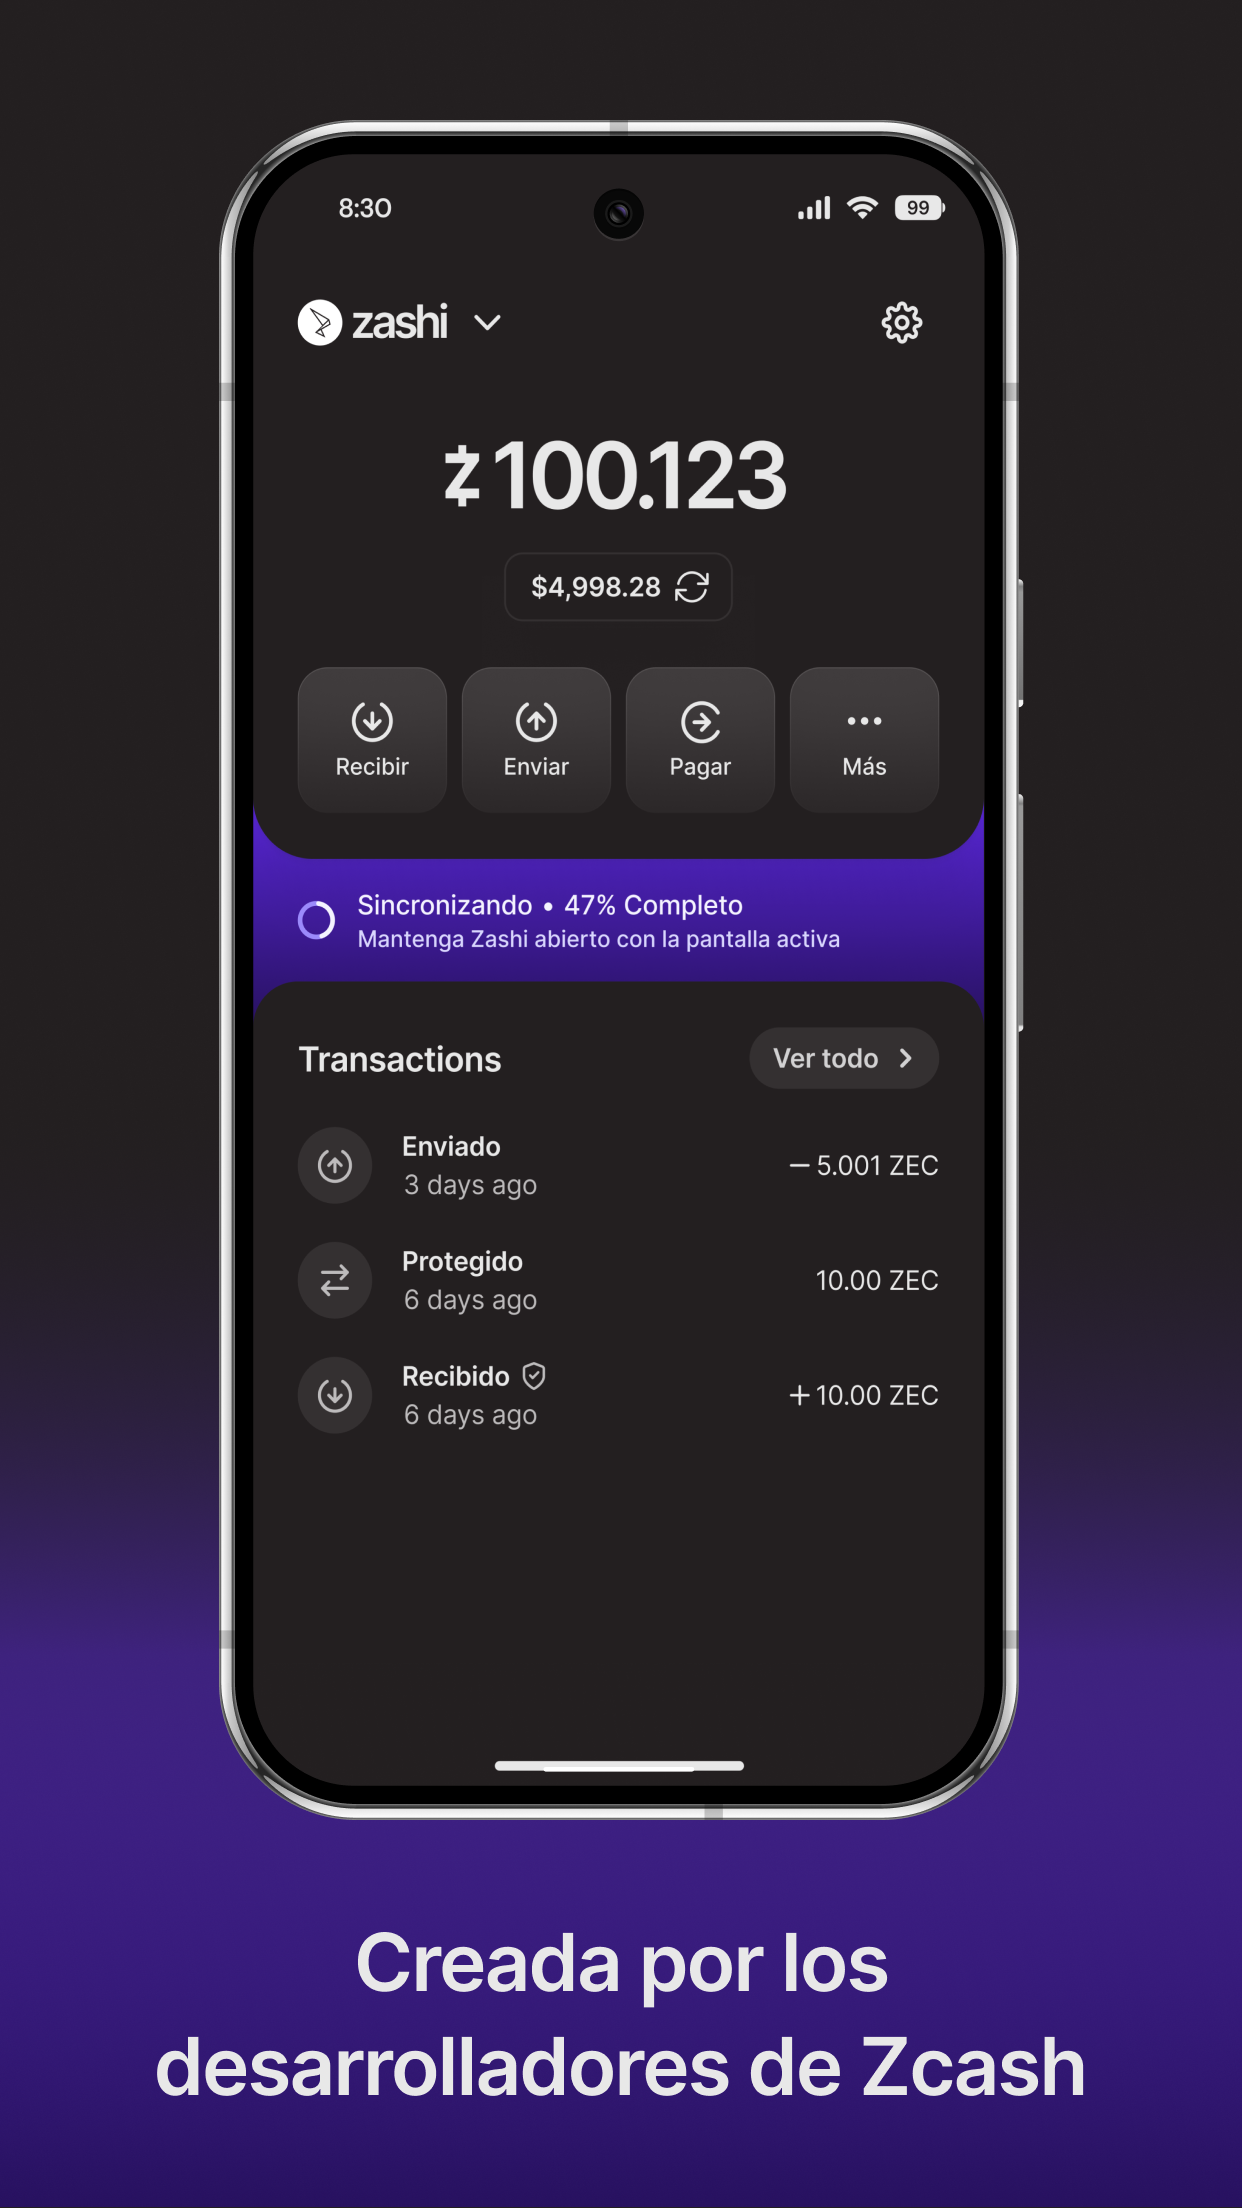 8:30
99
zashi
100.123
$4,998.28
Recibir
Enviar
Pagar
Más
Sincronizando • 47% Completo
Mantenga Zashi abierto con la pantalla activa
Transactions
Ver todo
Enviado
3 days ago
– 5.001 ZEC
Protegido
6 days ago
10.00 ZEC
Recibido
6 days ago
+10.00 ZEC
Creada por los
desarrolladores de Zcash